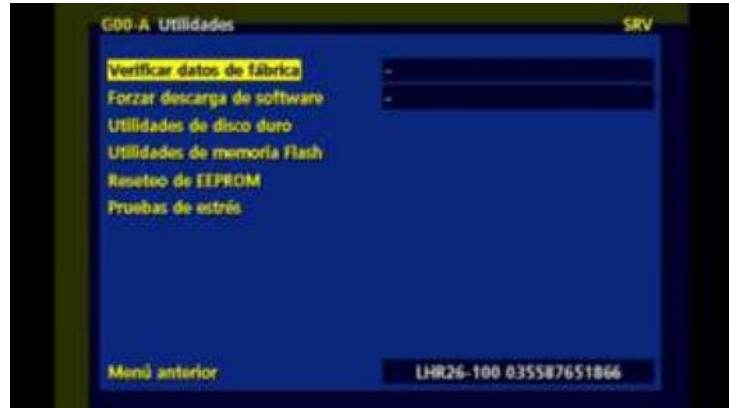 G00-A Utilidades SRV
Verificar datos de fábrica -
Forzar descarga de software -
Utilidades de disco duro
Utilidades de memoria Flash
Reseteo de EEPROM
Pruebas de estrés
Menú anterior LHR26-100 035587651866